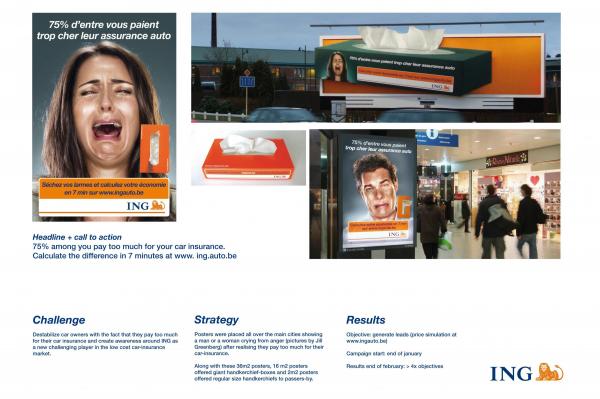 75% d'entre vous paient
trop cher leur assurance auto
Séchez vos larmes et calculez votre économie
en 7 min sur www.ingauto.be
ING
75% d'entre vous paient trop cher leur assurance auto
ING
ING
75% d'entre vous paient
trop cher leur assurance auto
ING
Headline + call to action
75% among you pay too much for your car insurance.
Calculate the difference in 7 minutes at www. ing.auto.be
Challenge
Destabilize car owners with the fact that they pay too much
for their car insurance and create awareness around ING as
a new challenging player in the low cost car-insurance
market.
Strategy
Posters were placed all over the main cities showing
a man or a woman crying from anger (pictures by Jill
Greenberg) after realising they pay too much for their
car-insurance.
Along with these 36m2 posters, 16 m2 posters
offered giant handkerchief-boxes and 2m2 posters
offered regular size handkerchiefs to passers-by.
Results
Objective: generate leads (price simulation at
www.ingauto.be)
Campaign start: end of january
Results end of february: > 4x objectives
ING